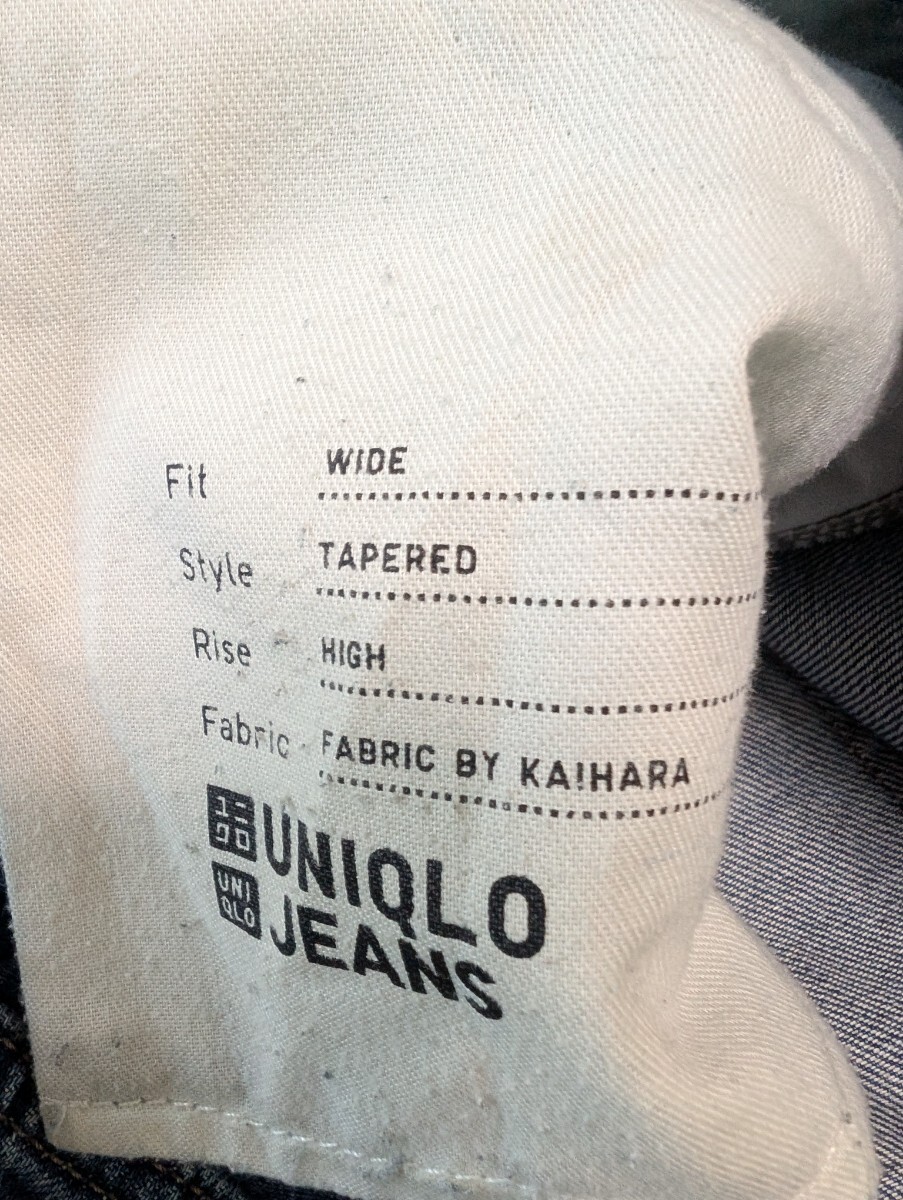 Fit WIDE
Style TAPERED
Rise HIGH
Fabric FABRIC BY KAIHARA
ユニ UNIQLO
クロ
UNI JEANS
QLO